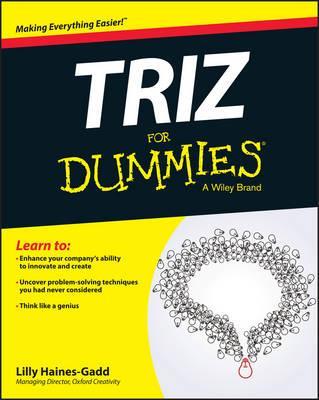 Making Everything Easier!™
TRIZ
FOR
DUMMIES®
A Wiley Brand
Learn to:
• Enhance your company's ability
to innovate and create
• Uncover problem-solving techniques
you had never considered
• Think like a genius
Lilly Haines-Gadd
Managing Director, Oxford Creativity